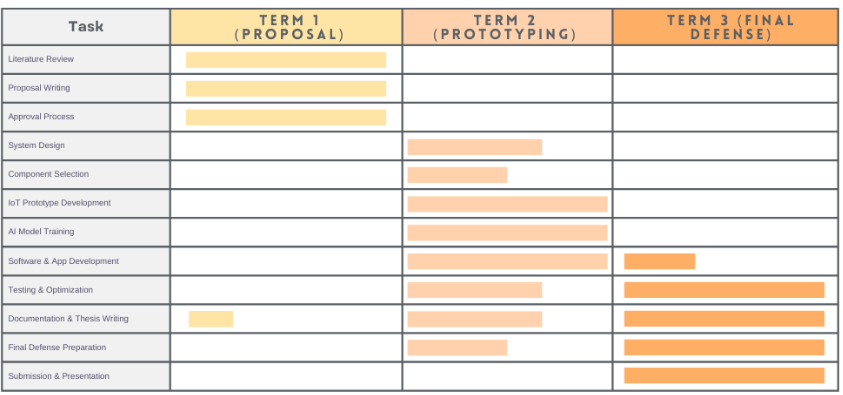 Task
TERM 1
(PROPOSAL)
TERM 2
(PROTOTYPING)
TERM 3 (FINAL
DEFENSE)
Literature Review
Proposal Writing
Approval Process
System Design
Component Selection
IoT Prototype Development
AI Model Training
Software & App Development
Testing & Optimization
Documentation & Thesis Writing
Final Defense Preparation
Submission & Presentation